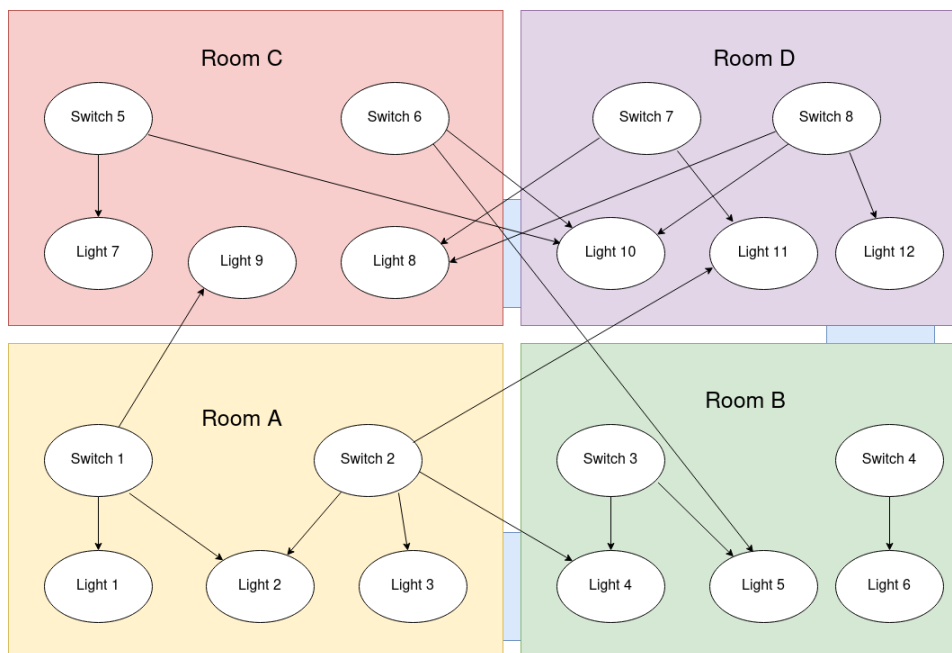 Room C
Switch 5
Switch 6
Light 7
Light 9
Light 8
Room D
Switch 7
Switch 8
Light 10
Light 11
Light 12
Room A
Switch 1
Switch 2
Light 1
Light 2
Light 3
Room B
Switch 3
Switch 4
Light 4
Light 5
Light 6